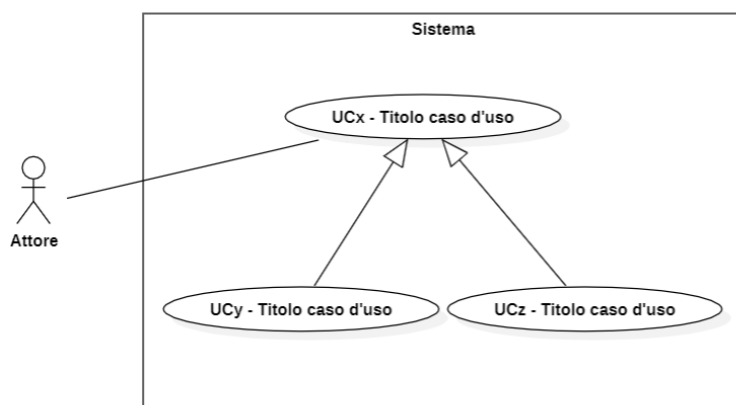 Sistema
UCx - Titolo caso d'uso
Attore
UCy - Titolo caso d'uso
UCz - Titolo caso d'uso